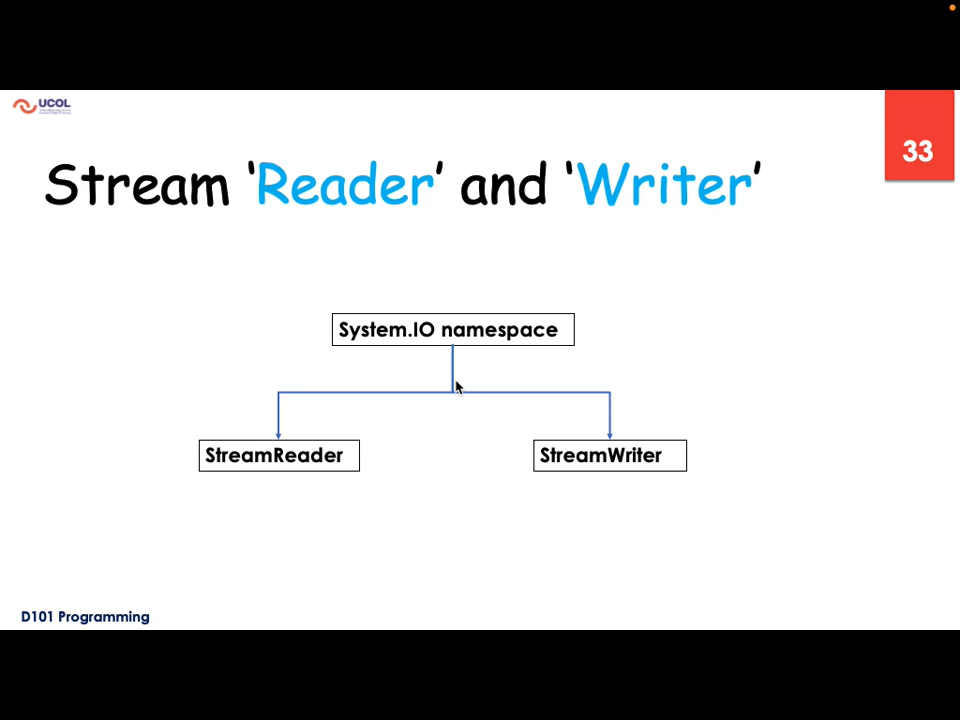 UCOL
33
Stream ‘Reader’ and ‘Writer’
System.IO namespace
StreamReader
StreamWriter
D101 Programming